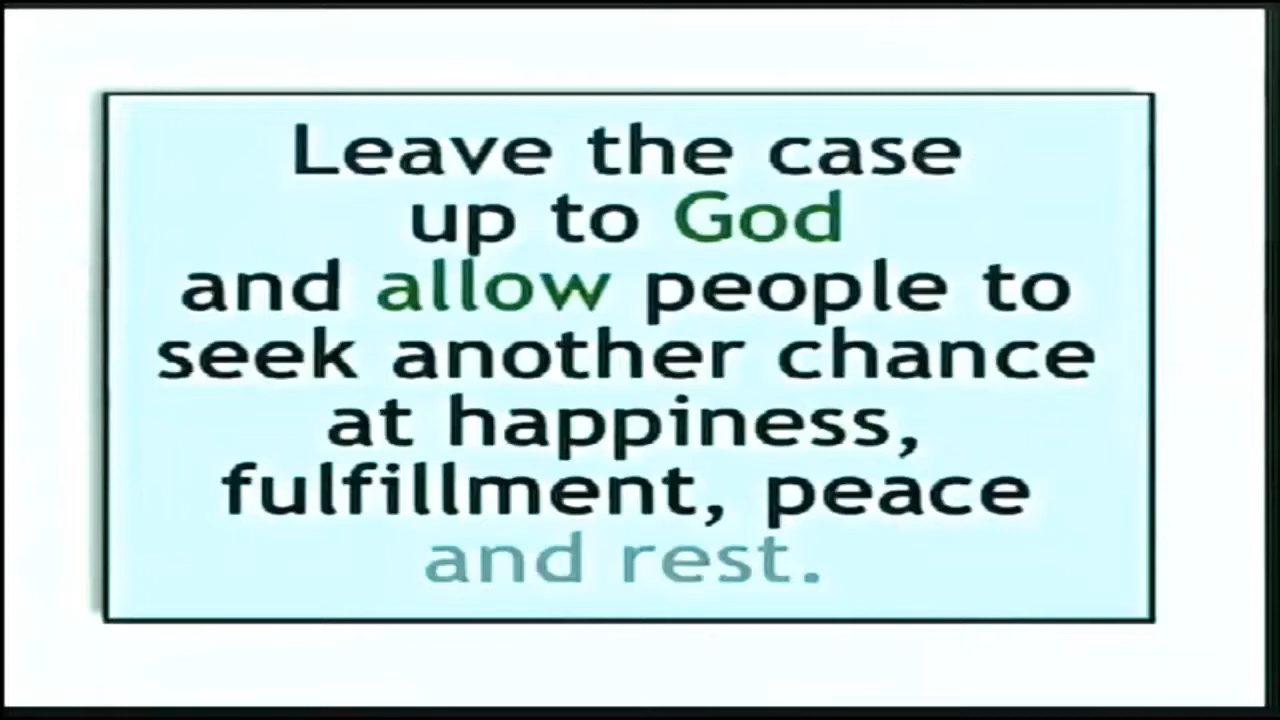 Leave the case
up to God
and allow people to
seek another chance
at happiness,
fulfillment, peace
and rest.